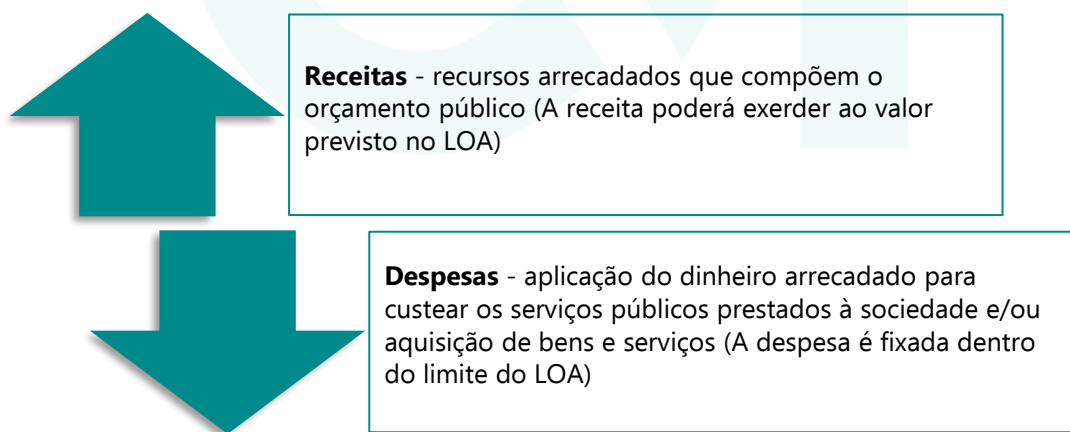 Receitas - recursos arrecadados que compõem o
orçamento público (A receita poderá exerder ao valor
previsto no LOA)
Despesas - aplicação do dinheiro arrecadado para
custear os serviços públicos prestados à sociedade e/ou
aquisição de bens e serviços (A despesa é fixada dentro
do limite do LOA)